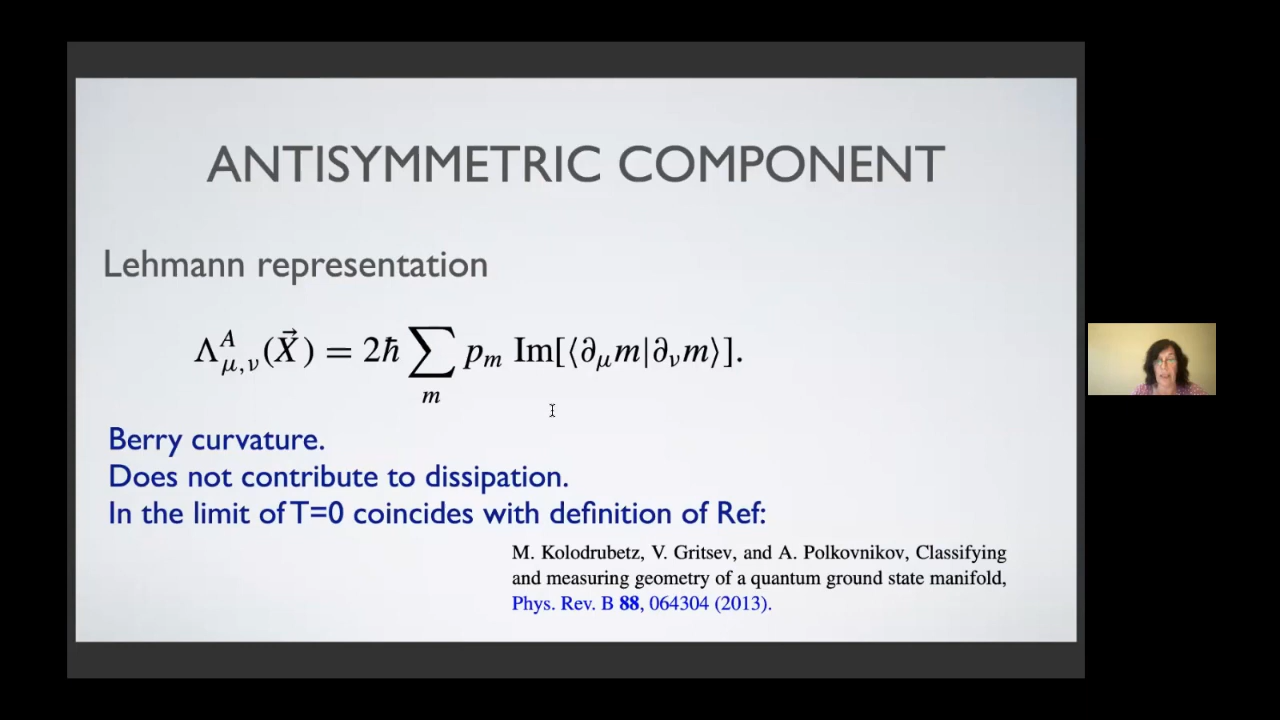 ANTISYMMETRIC COMPONENT
Lehmann representation
Λ^A_{μ,ν}(X⃗) = 2ℏ ∑_m p_m Im[⟨∂_μ m|∂_ν m⟩].
Berry curvature.
Does not contribute to dissipation.
In the limit of T=0 coincides with definition of Ref:
M. Kolodrubetz, V. Gritsev, and A. Polkovnikov, Classifying
and measuring geometry of a quantum ground state manifold,
Phys. Rev. B 88, 064304 (2013).